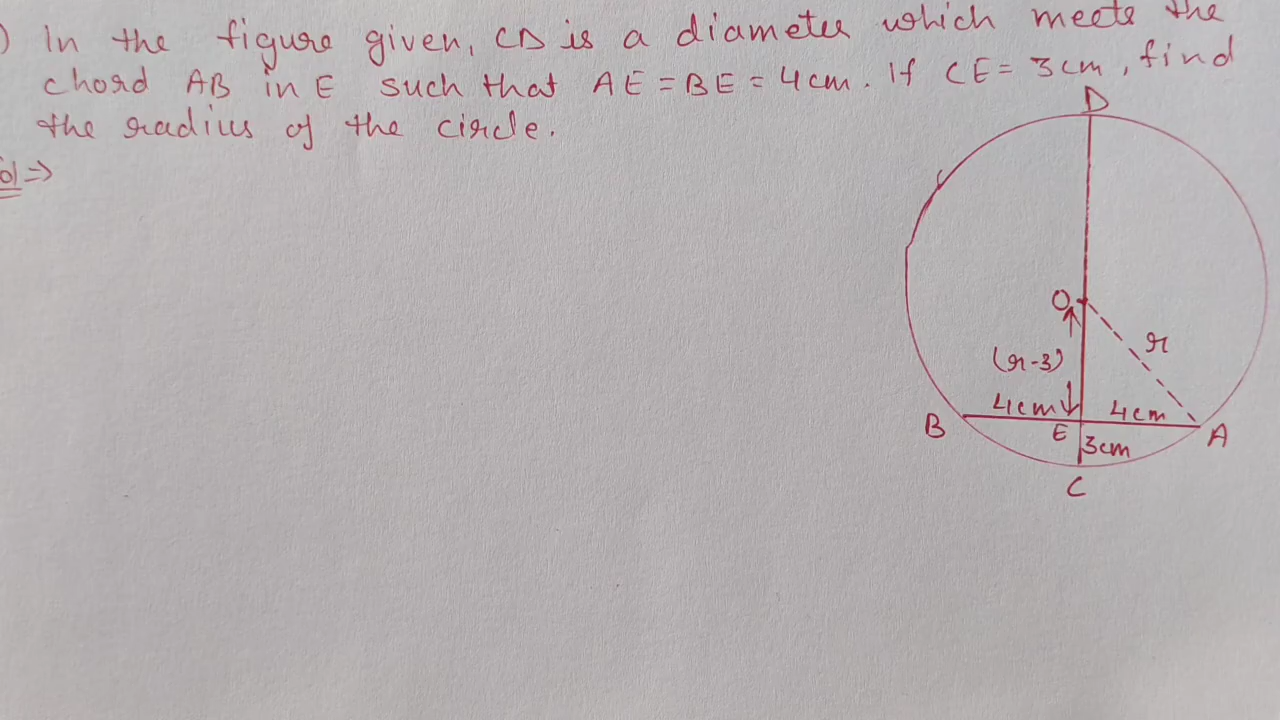 ) In the figure given, CD is a diameter which meets the
chord AB in E such that AE = BE = 4cm. If CE = 3cm, find
the radius of the circle.
ol ⇒
D
O
r
(r-3)
4cm
4cm
B
E
A
3cm
C